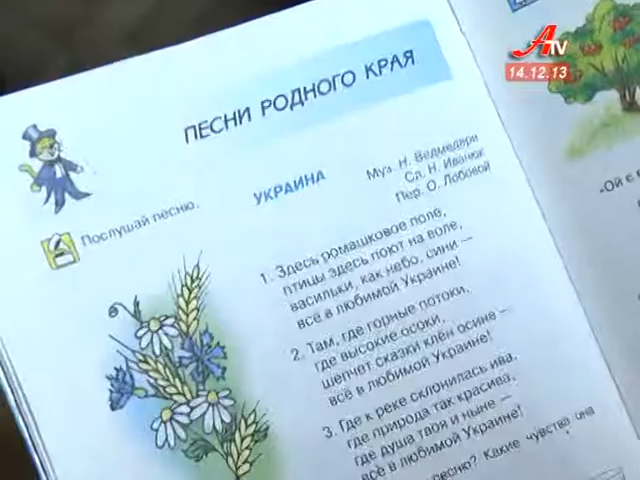 ATV
14.12.13
ПЕСНИ РОДНОГО КРАЯ
Послушай песню.
УКРАИНА
Муз. Н. Ведмедери
Сл. Н. Иванюк
Пер. О. Лобовой
1. Здесь ромашковое поле,
птицы здесь поют на воле,
васильки, как небо, сини —
всё в любимой Украине!
2. Там, где горные потоки,
где высокие осоки,
шепчет сказки клён осине –
всё в любимой Украине!
3. Где к реке склонилась ива,
где природа так красива,
где душа твоя и ныне –
всё в любимой Украине!
песню? Какие чувства она
«Ой є